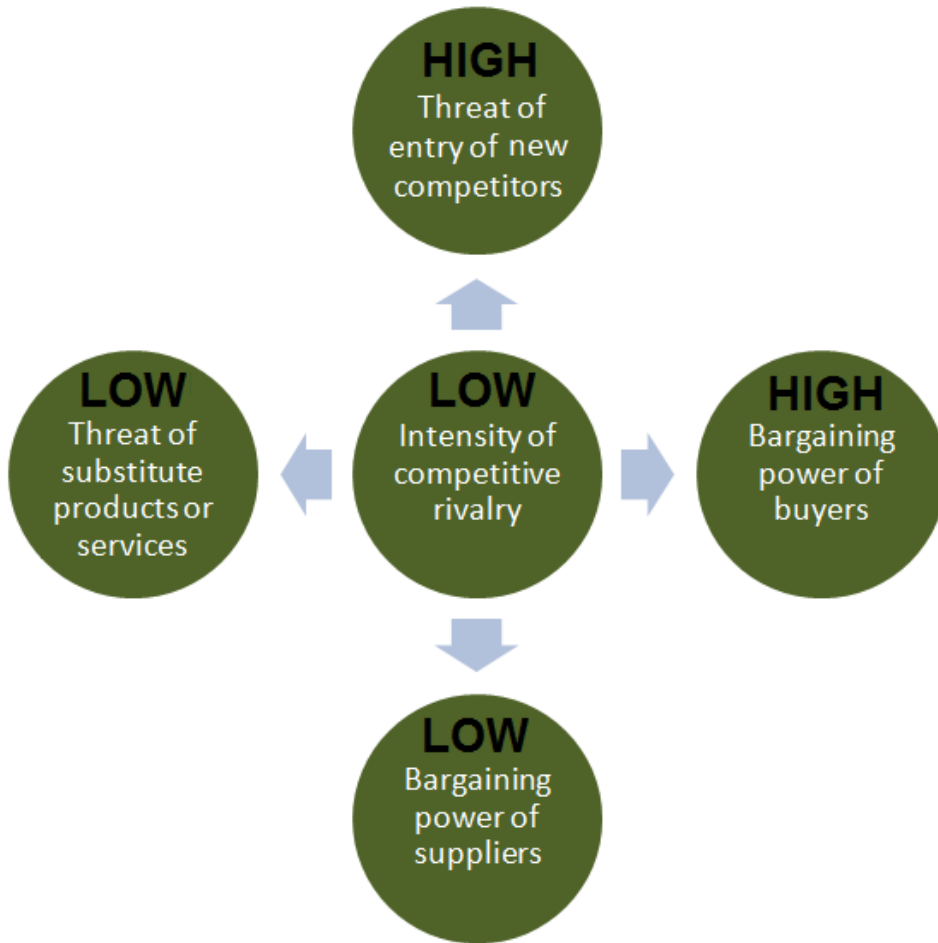 HIGH
Threat of
entry of new
competitors
LOW
Threat of
substitute
products or
services
LOW
Intensity of
competitive
rivalry
HIGH
Bargaining
power of
buyers
LOW
Bargaining
power of
suppliers